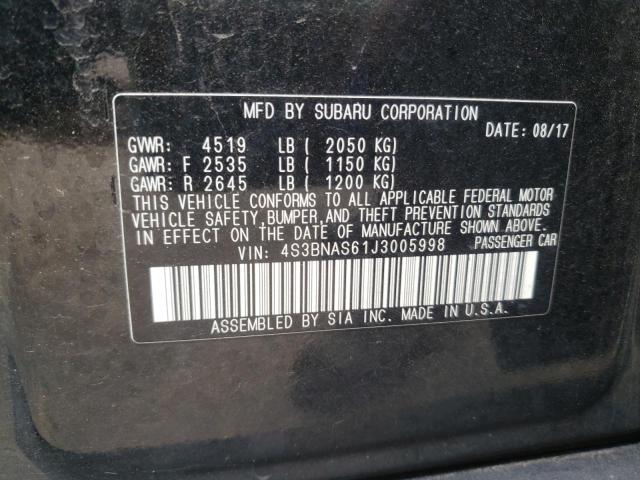 MFD BY SUBARU CORPORATION
DATE: 08/17
GVWR: 4519 LB ( 2050 KG)
GAWR: F 2535 LB ( 1150 KG)
GAWR: R 2645 LB ( 1200 KG)
THIS VEHICLE CONFORMS TO ALL APPLICABLE FEDERAL MOTOR
VEHICLE SAFETY, BUMPER, AND THEFT PREVENTION STANDARDS
IN EFFECT ON THE DATE OF MANUFACTURE SHOWN ABOVE.
VIN: 4S3BNAS61J3005998 PASSENGER CAR
ASSEMBLED BY SIA INC. MADE IN U.S.A.